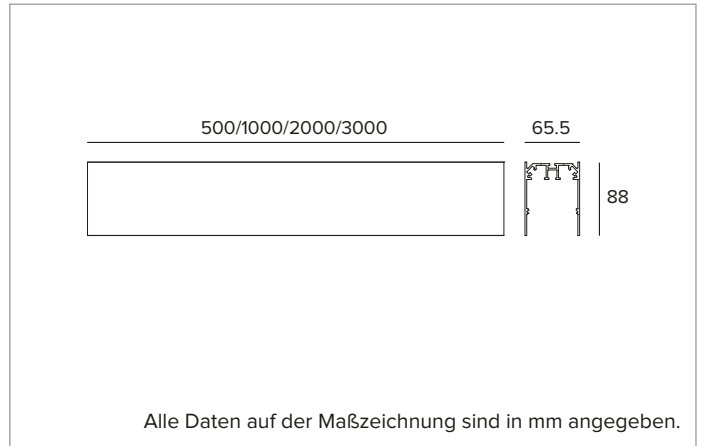 500/1000/2000/3000
65.5
88
Alle Daten auf der Maßzeichnung sind in mm angegeben.